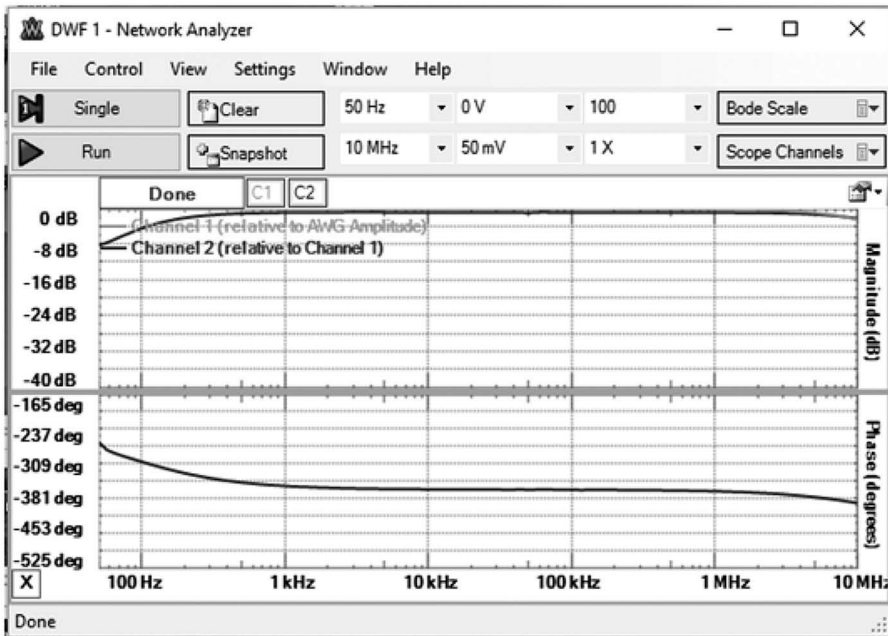 DWF 1 - Network Analyzer
File Control View Settings Window Help
Single Clear 50 Hz 0 V 100 Bode Scale
Run Snapshot 10 MHz 50 mV 1 X Scope Channels
Done C1 C2
0 dB
Channel 1 (relative to AWG Amplitude)
-8 dB
Channel 2 (relative to Channel 1)
-16 dB
-24 dB
-32 dB
-40 dB
Magnitude (dB)
-165 deg
-237 deg
-309 deg
-381 deg
-453 deg
-525 deg
Phase (degrees)
X 100 Hz 1 kHz 10 kHz 100 kHz 1 MHz 10 MHz
Done